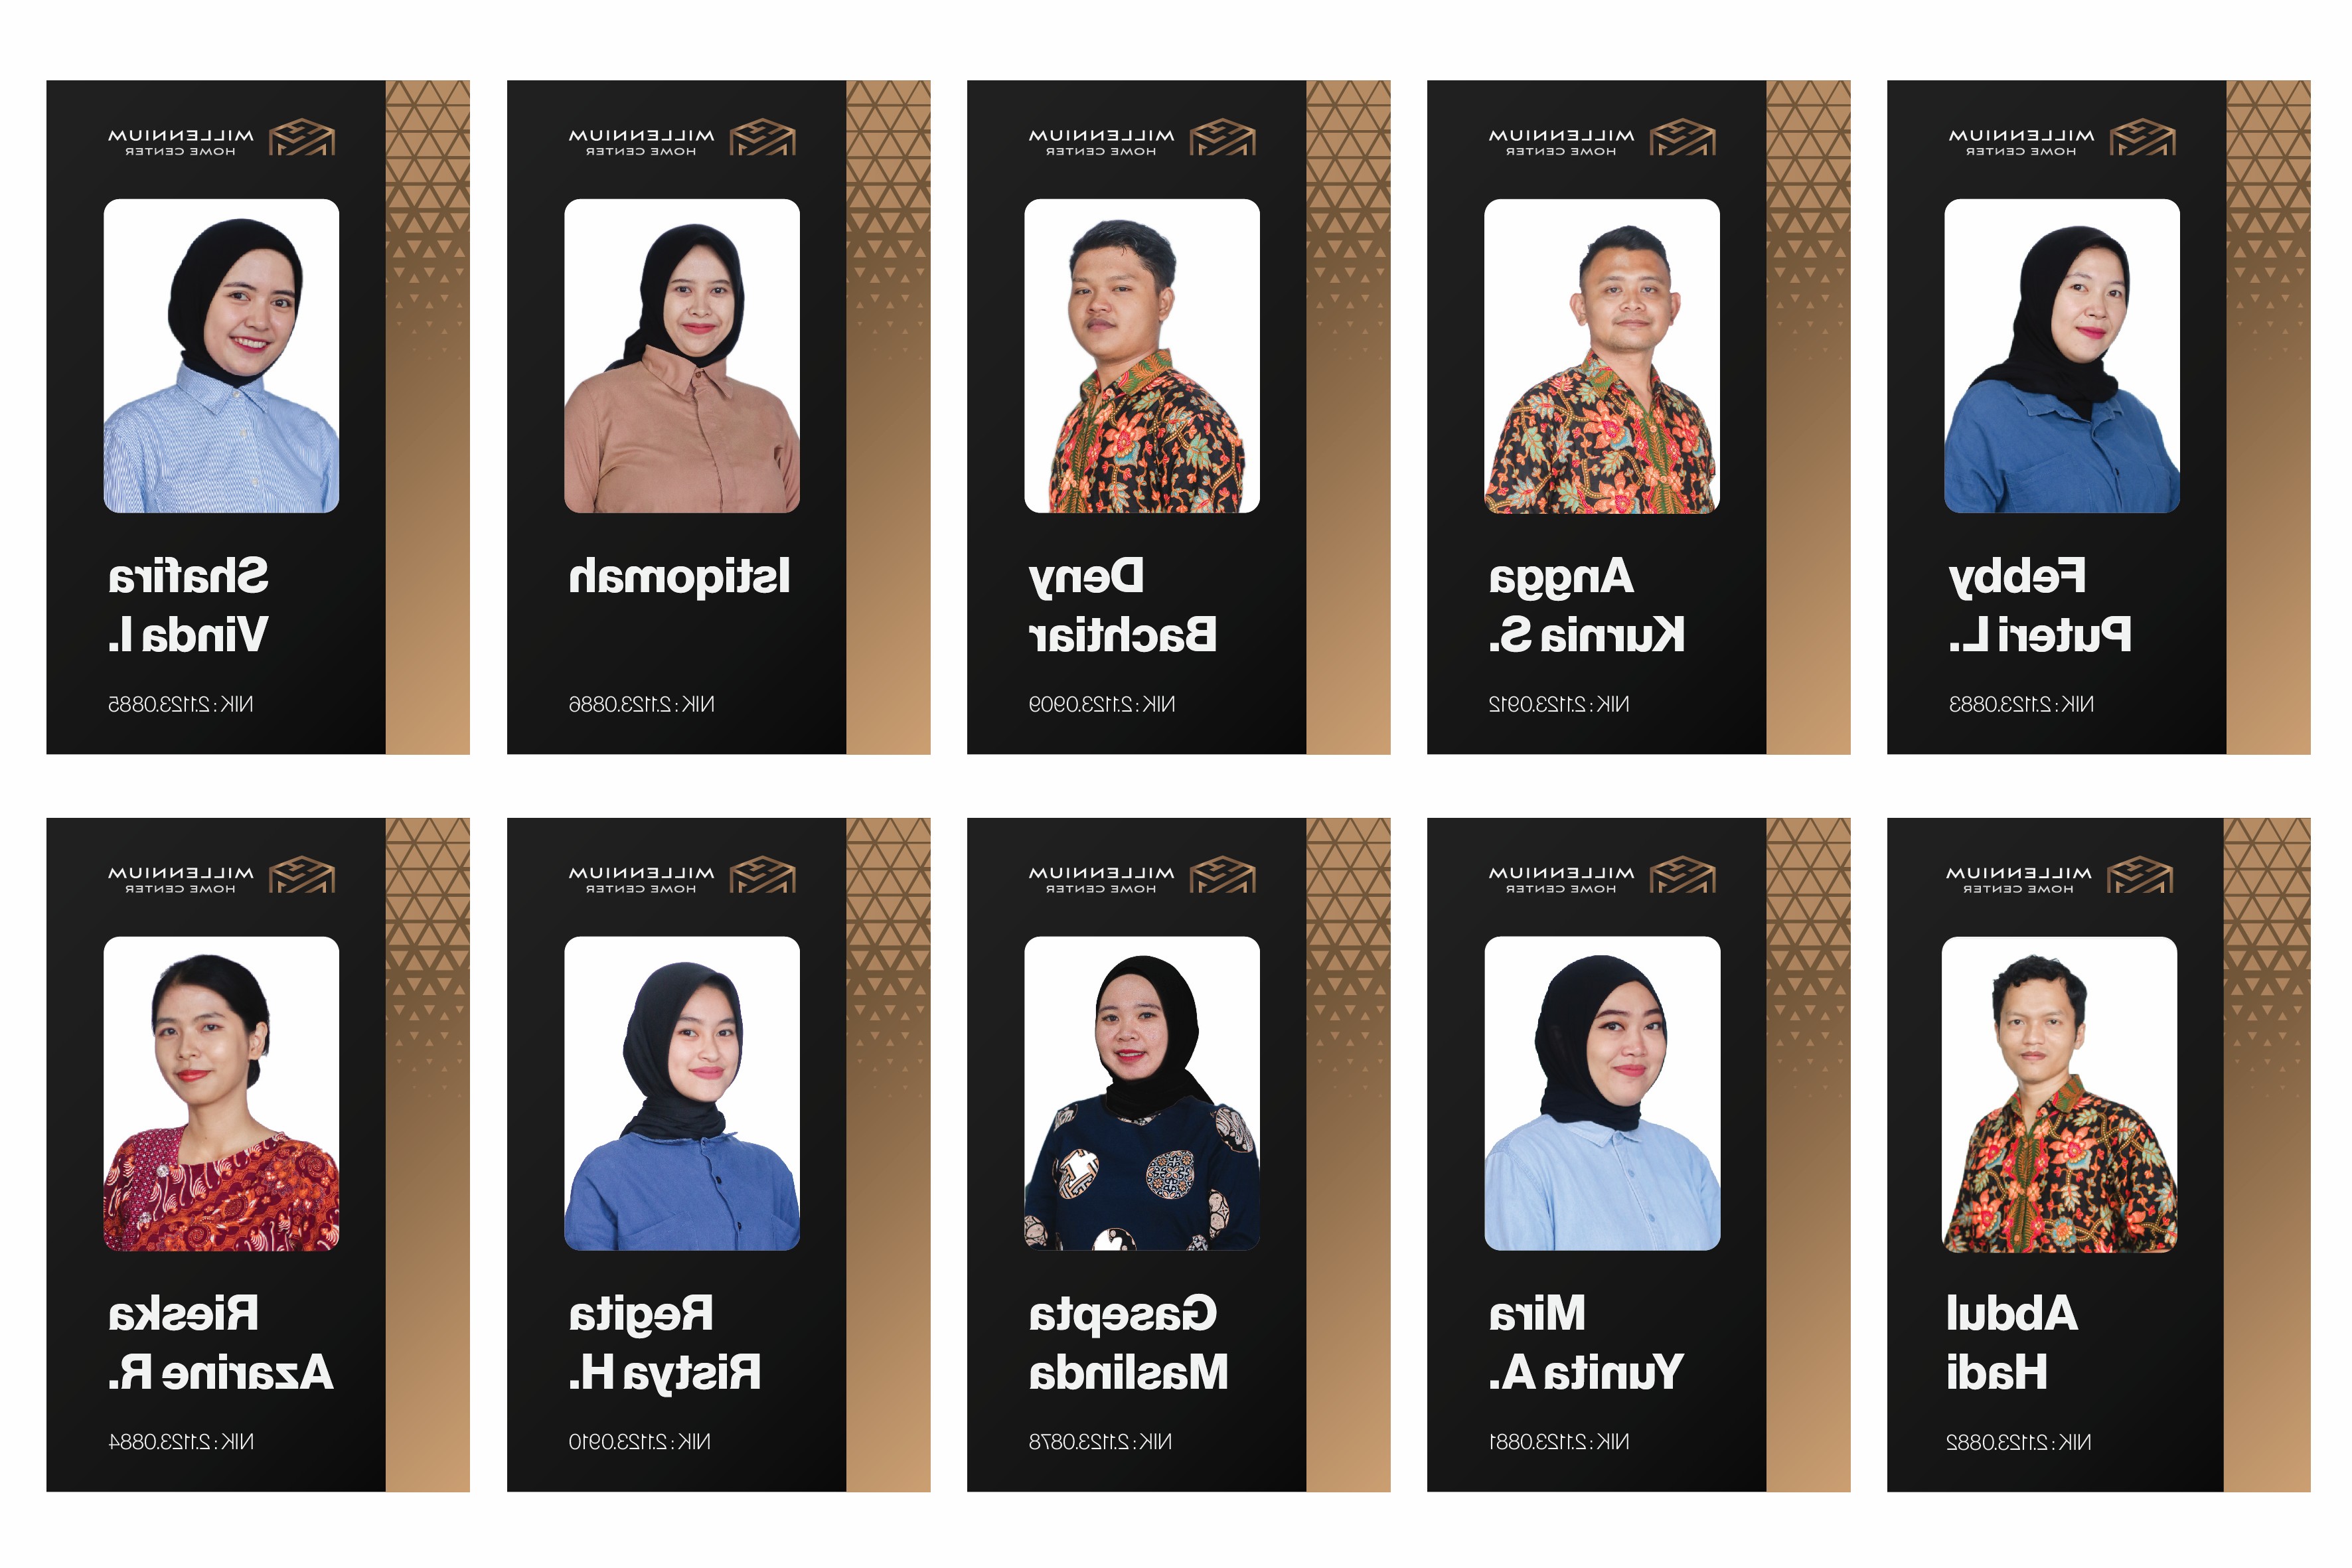 MILLENNIUM
HOME CENTER
Shafira
Vinda I.
NIK : 2.1123.0885
MILLENNIUM
HOME CENTER
Istiqomah
NIK : 2.1123.0886
MILLENNIUM
HOME CENTER
Deny
Bachtiar
NIK : 2.1123.0909
MILLENNIUM
HOME CENTER
Angga
Kurnia S.
NIK : 2.1123.0912
MILLENNIUM
HOME CENTER
Febby
Puteri L.
NIK : 2.1123.0883
MILLENNIUM
HOME CENTER
Rieska
Azarine R.
NIK : 2.1123.0884
MILLENNIUM
HOME CENTER
Regita
Ristya H.
NIK : 2.1123.0910
MILLENNIUM
HOME CENTER
Gasepta
Maslinda
NIK : 2.1123.0878
MILLENNIUM
HOME CENTER
Mira
Yunita A.
NIK : 2.1123.0881
MILLENNIUM
HOME CENTER
Abdul
Hadi
NIK : 2.1123.0882